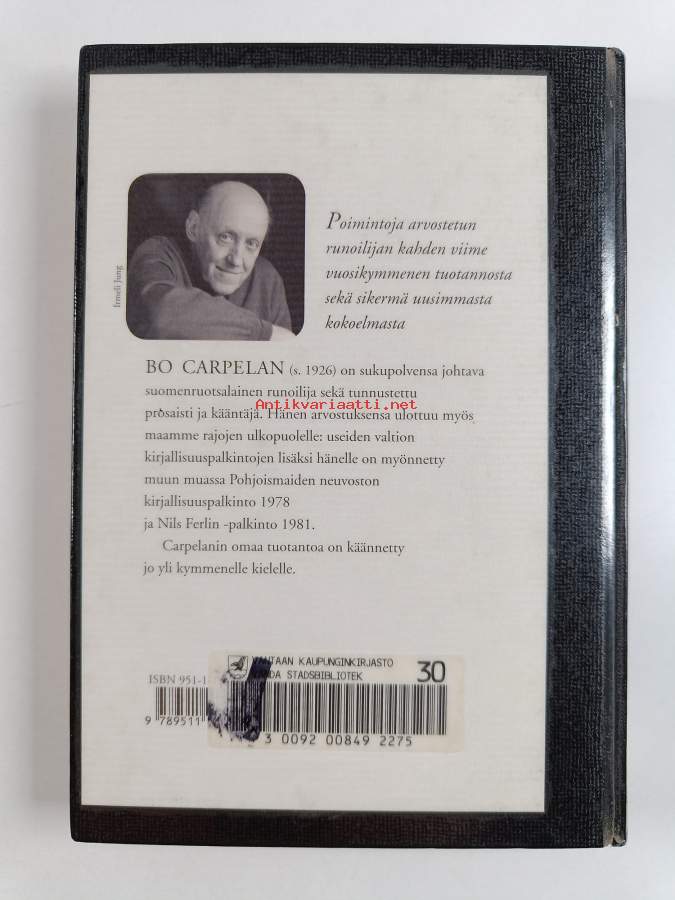 Irmeli Jung
Poimintoja arvostetun
runoilijan kahden viime
vuosikymmenen tuotannosta
sekä sikermä uusimmasta
kokoelmasta
BO CARPELAN (s. 1926) on sukupolvensa johtava
suomenruotsalainen runoilija sekä tunnustettu
Antikvariaatti.net
prosaisti ja kääntäjä. Hänen arvostuksensa ulottuu myös
maamme rajojen ulkopuolelle: useiden valtion
kirjallisuuspalkintojen lisäksi hänelle on myönnetty
muun muassa Pohjoismaiden neuvoston
kirjallisuuspalkinto 1978
ja Nils Ferlin -palkinto 1981.
Carpelanin omaa tuotantoa on käännetty
jo yli kymmenelle kielelle.
KAUPUNGINKIRJASTO 30
STADSBIBLIOTEK
ISBN 951-1
9 789511
3 0092 00849 2275